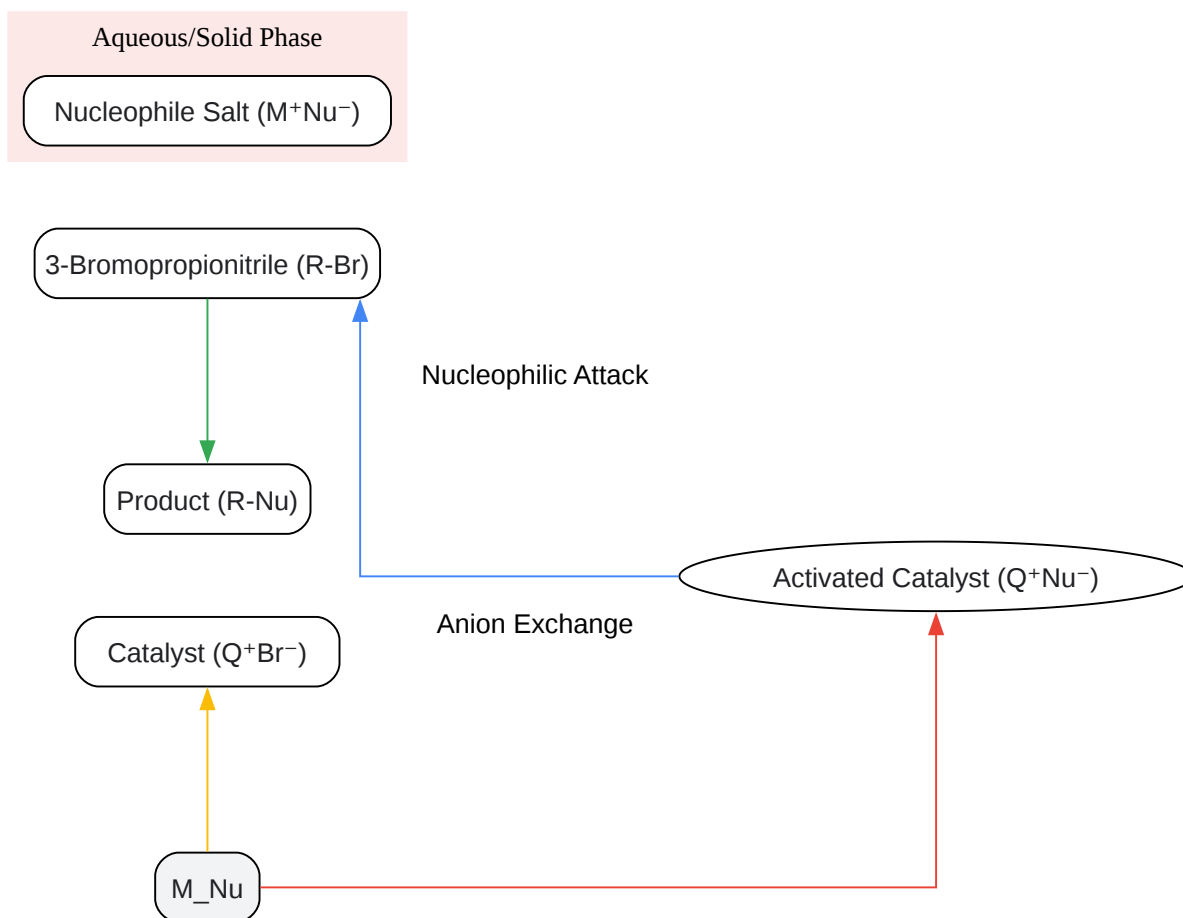 Aqueous/Solid Phase
Nucleophile Salt (M⁺Nu⁻)
3-Bromopropionitrile (R-Br)
Nucleophilic Attack
Product (R-Nu)
Activated Catalyst (Q⁺Nu⁻)
Anion Exchange
Catalyst (Q⁺Br⁻)
M_Nu